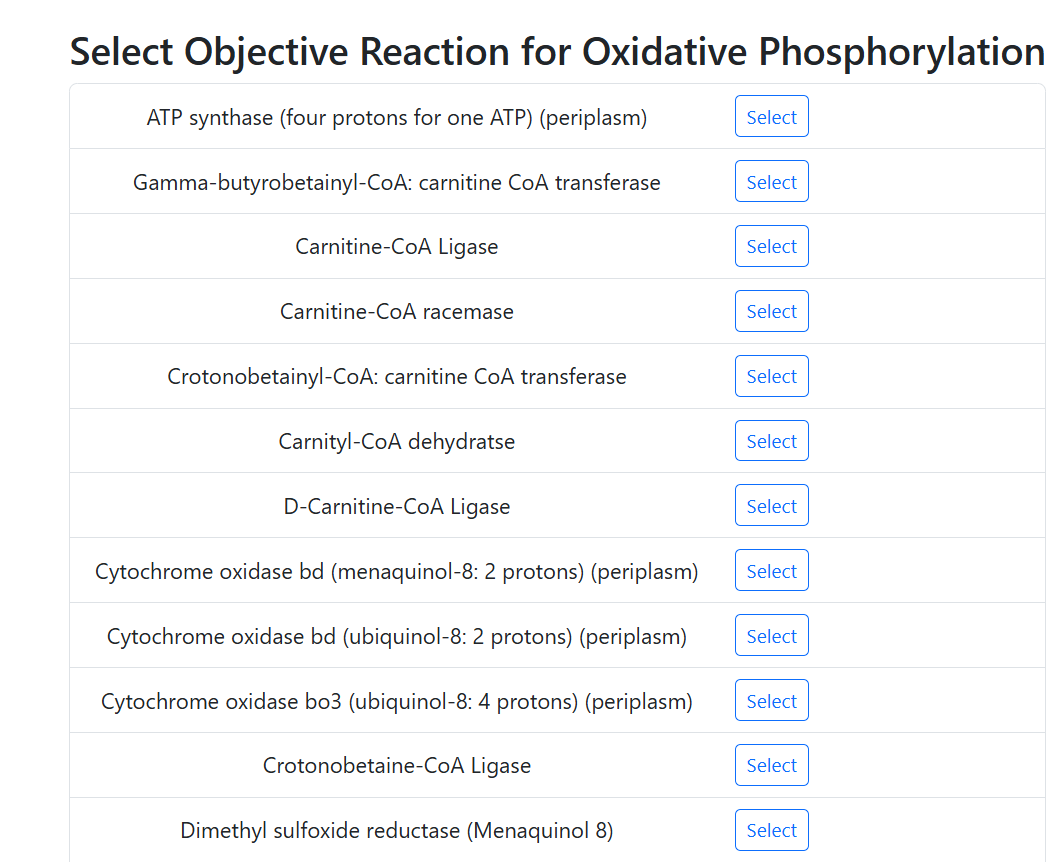 Select Objective Reaction for Oxidative Phosphorylation
ATP synthase (four protons for one ATP) (periplasm) Select
Gamma-butyrobetainyl-CoA: carnitine CoA transferase Select
Carnitine-CoA Ligase Select
Carnitine-CoA racemase Select
Crotonobetainyl-CoA: carnitine CoA transferase Select
Carnityl-CoA dehydratse Select
D-Carnitine-CoA Ligase Select
Cytochrome oxidase bd (menaquinol-8: 2 protons) (periplasm) Select
Cytochrome oxidase bd (ubiquinol-8: 2 protons) (periplasm) Select
Cytochrome oxidase bo3 (ubiquinol-8: 4 protons) (periplasm) Select
Crotonobetaine-CoA Ligase Select
Dimethyl sulfoxide reductase (Menaquinol 8) Select